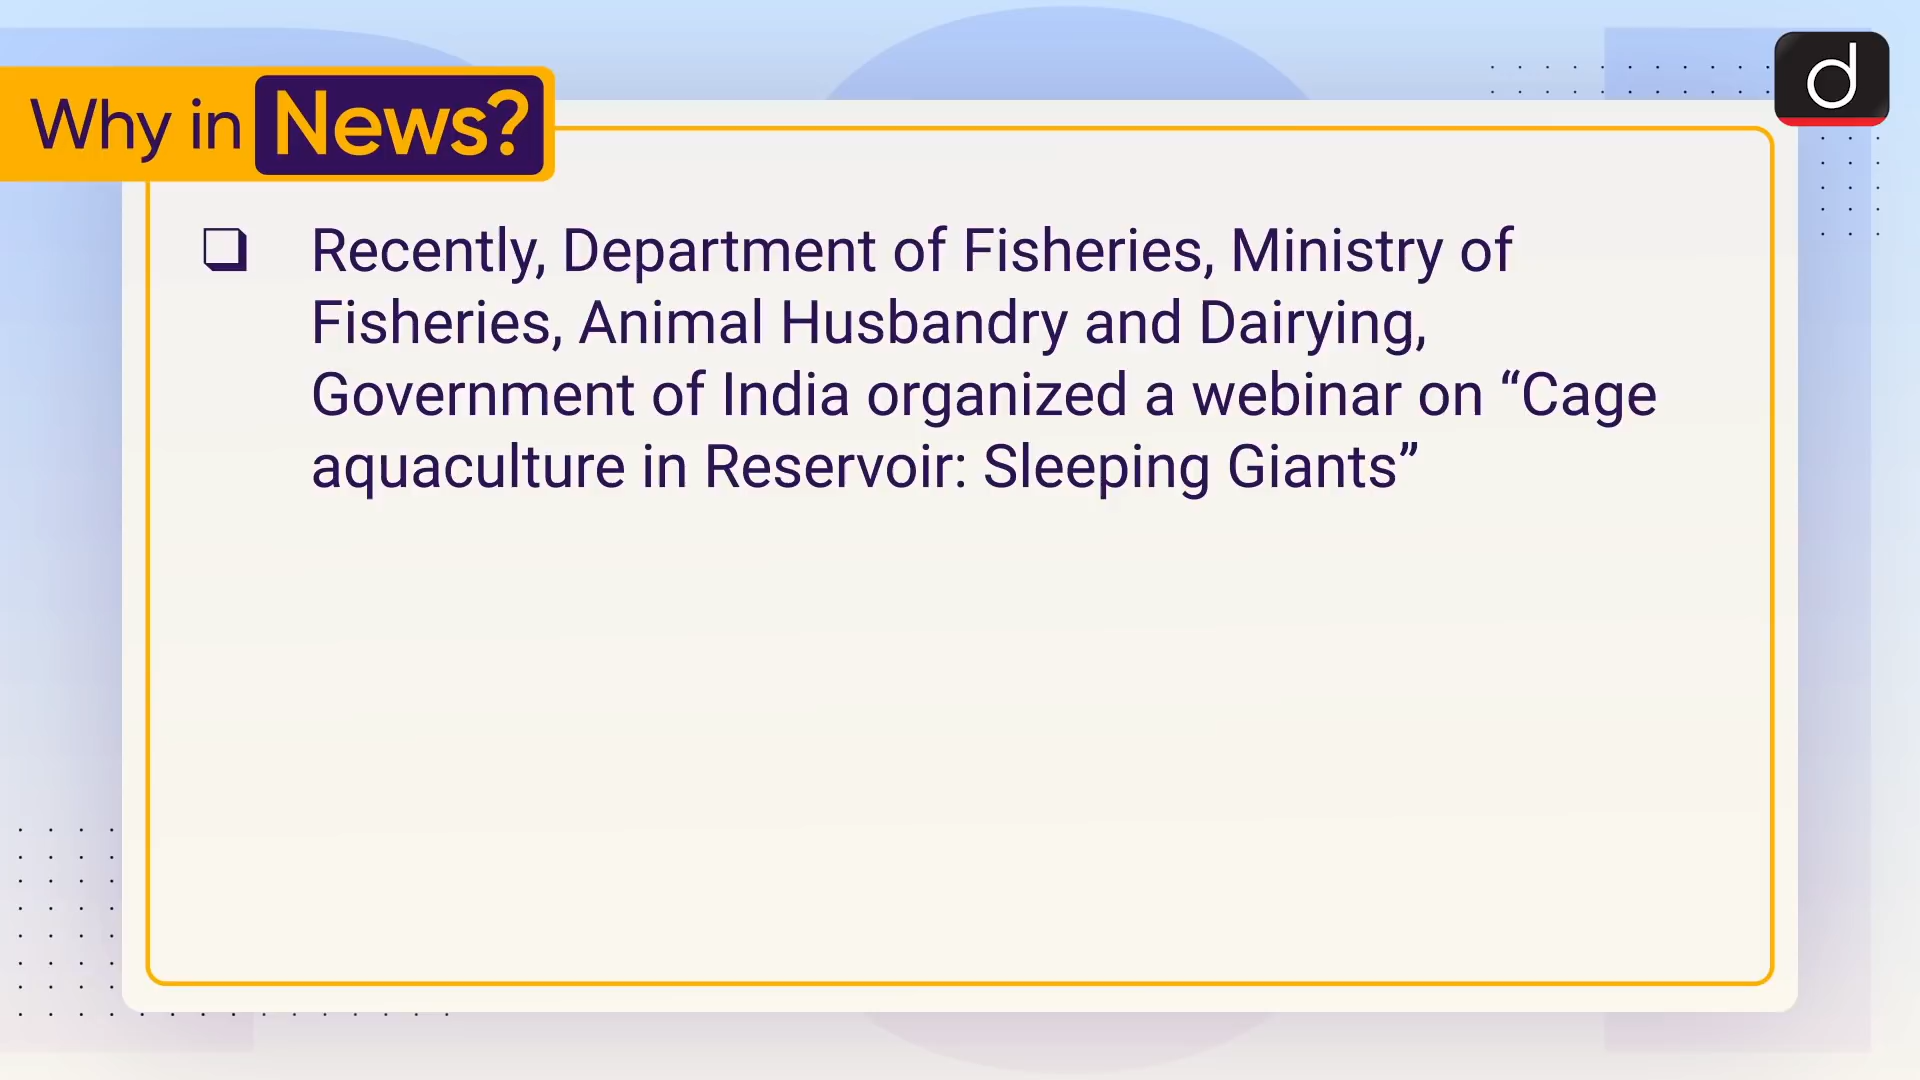 Why in News?
❑ Recently, Department of Fisheries, Ministry of
Fisheries, Animal Husbandry and Dairying,
Government of India organized a webinar on “Cage
aquaculture in Reservoir: Sleeping Giants”
d